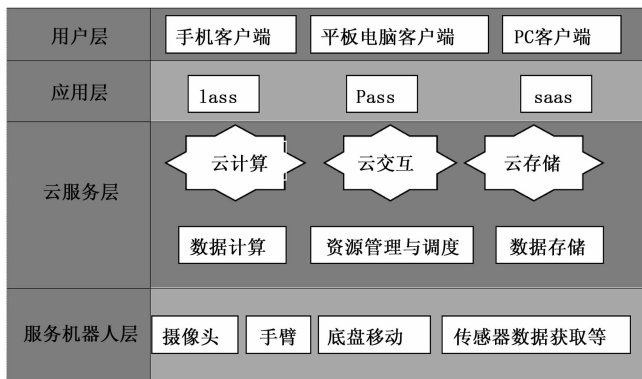 用户层 手机客户端 平板电脑客户端 PC客户端
应用层 lass Pass saas
云计算 云交互 云存储
云服务层
数据计算 资源管理与调度 数据存储
服务机器人层 摄像头 手臂 底盘移动 传感器数据获取等